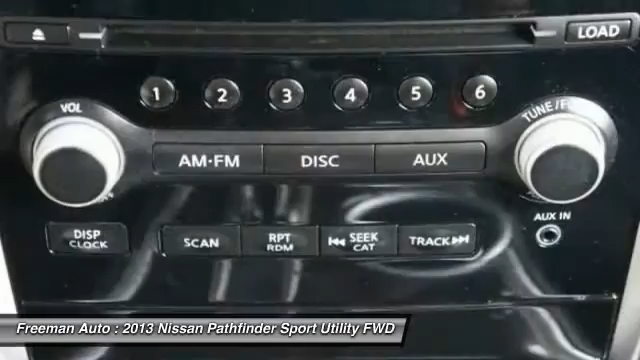 LOAD
1 2 3 4 5 6
VOL
TUNE/F
AM·FM DISC AUX
AUX IN
DISP
CLOCK
SCAN
RPT
RDM
SEEK
CAT
TRACK
Freeman Auto : 2013 Nissan Pathfinder Sport Utility FWD